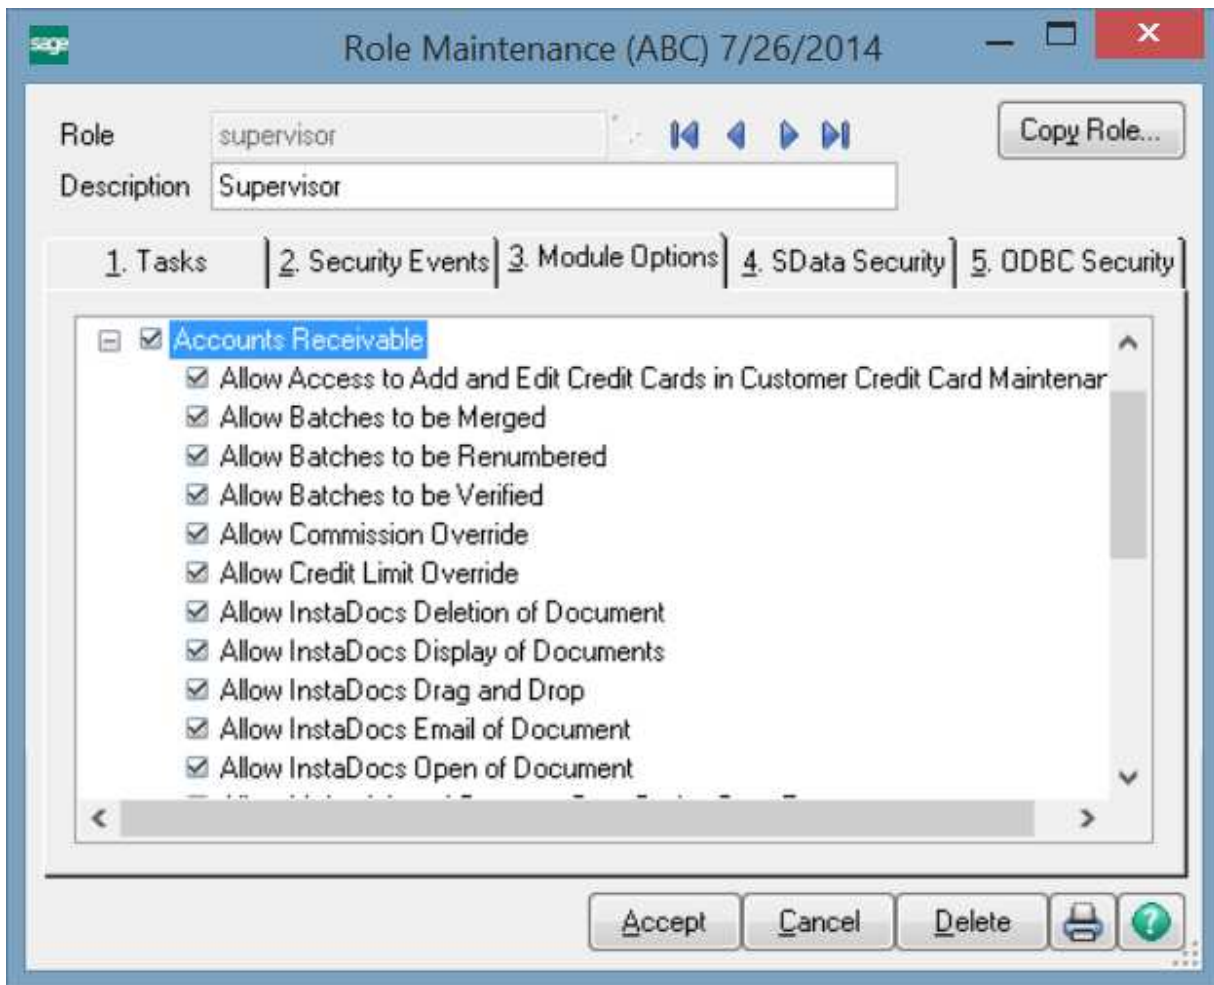 sage
Role Maintenance (ABC) 7/26/2014
Role supervisor Copy Role...
Description Supervisor
1. Tasks 2. Security Events 3. Module Options 4. SData Security 5. ODBC Security
Accounts Receivable
Allow Access to Add and Edit Credit Cards in Customer Credit Card Maintenan
Allow Batches to be Merged
Allow Batches to be Renumbered
Allow Batches to be Verified
Allow Commission Override
Allow Credit Limit Override
Allow InstaDocs Deletion of Document
Allow InstaDocs Display of Documents
Allow InstaDocs Drag and Drop
Allow InstaDocs Email of Document
Allow InstaDocs Open of Document
Accept Cancel Delete ?